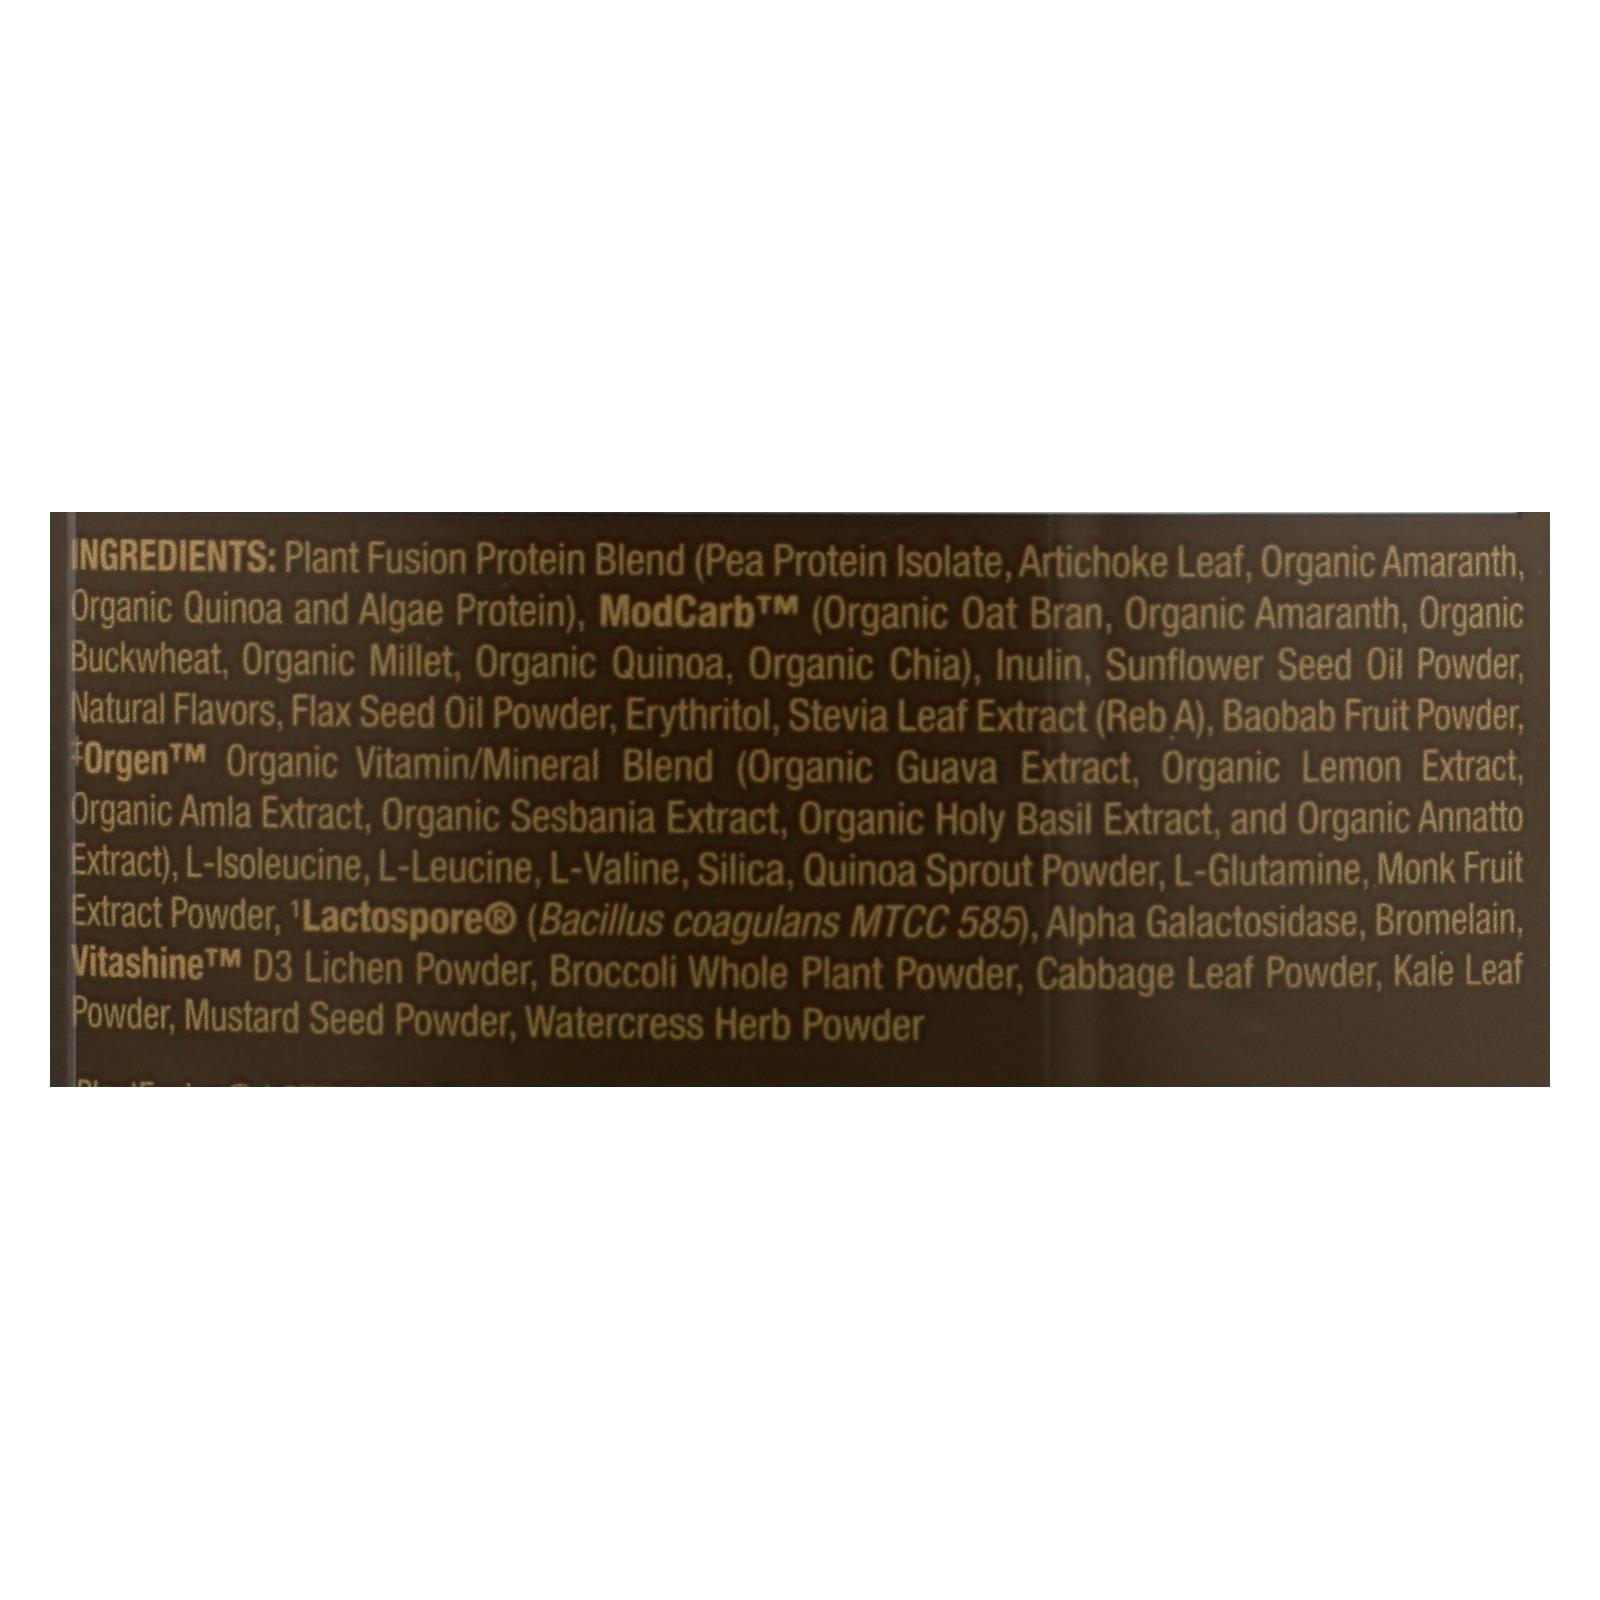 INGREDIENTS: Plant Fusion Protein Blend (Pea Protein Isolate, Artichoke Leaf, Organic Amaranth,
Organic Quinoa and Algae Protein), ModCarb™ (Organic Oat Bran, Organic Amaranth, Organic
Buckwheat, Organic Millet, Organic Quinoa, Organic Chia), Inulin, Sunflower Seed Oil Powder,
Natural Flavors, Flax Seed Oil Powder, Erythritol, Stevia Leaf Extract (Reb A), Baobab Fruit Powder,
‡Orgen™ Organic Vitamin/Mineral Blend (Organic Guava Extract, Organic Lemon Extract,
Organic Amla Extract, Organic Sesbania Extract, Organic Holy Basil Extract, and Organic Annatto
Extract), L-Isoleucine, L-Leucine, L-Valine, Silica, Quinoa Sprout Powder, L-Glutamine, Monk Fruit
Extract Powder, ¹Lactospore® (Bacillus coagulans MTCC 585), Alpha Galactosidase, Bromelain,
Vitashine™ D3 Lichen Powder, Broccoli Whole Plant Powder, Cabbage Leaf Powder, Kale Leaf
Powder, Mustard Seed Powder, Watercress Herb Powder